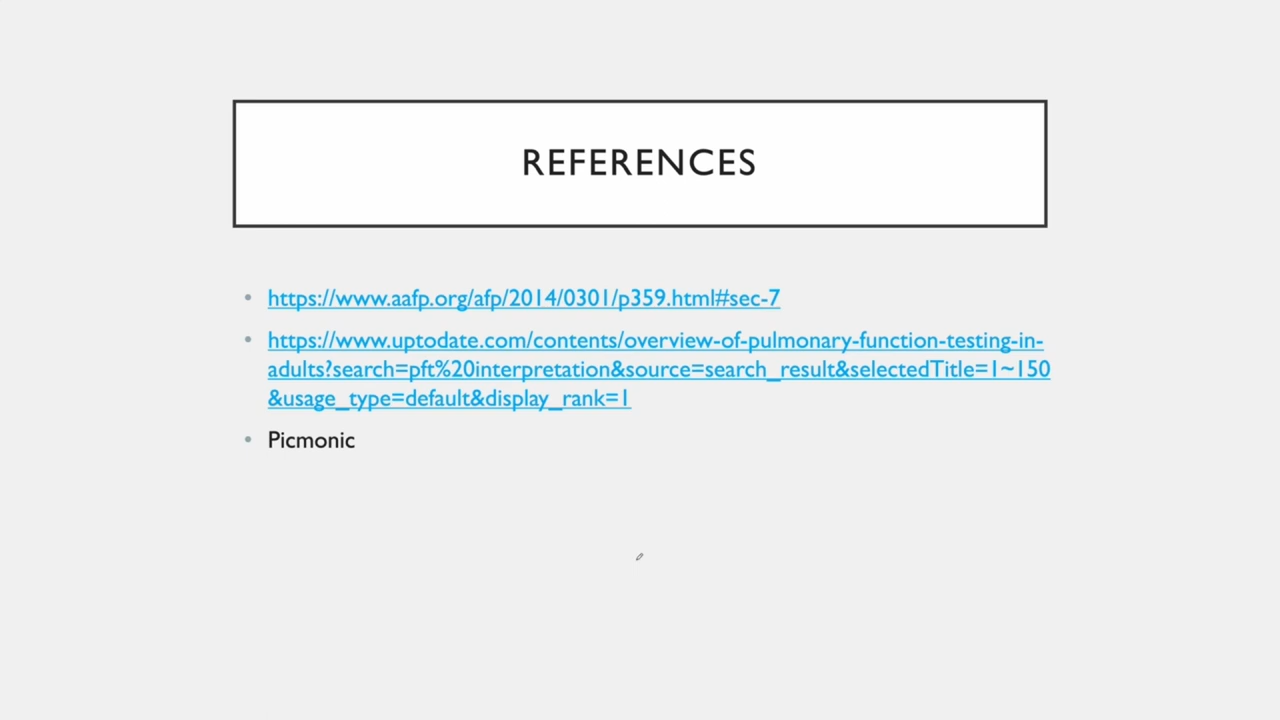 REFERENCES
• https://www.aafp.org/afp/2014/0301/p359.html#sec-7
• https://www.uptodate.com/contents/overview-of-pulmonary-function-testing-in-
adults?search=pft%20interpretation&source=search_result&selectedTitle=1~150
&usage_type=default&display_rank=1
• Picmonic